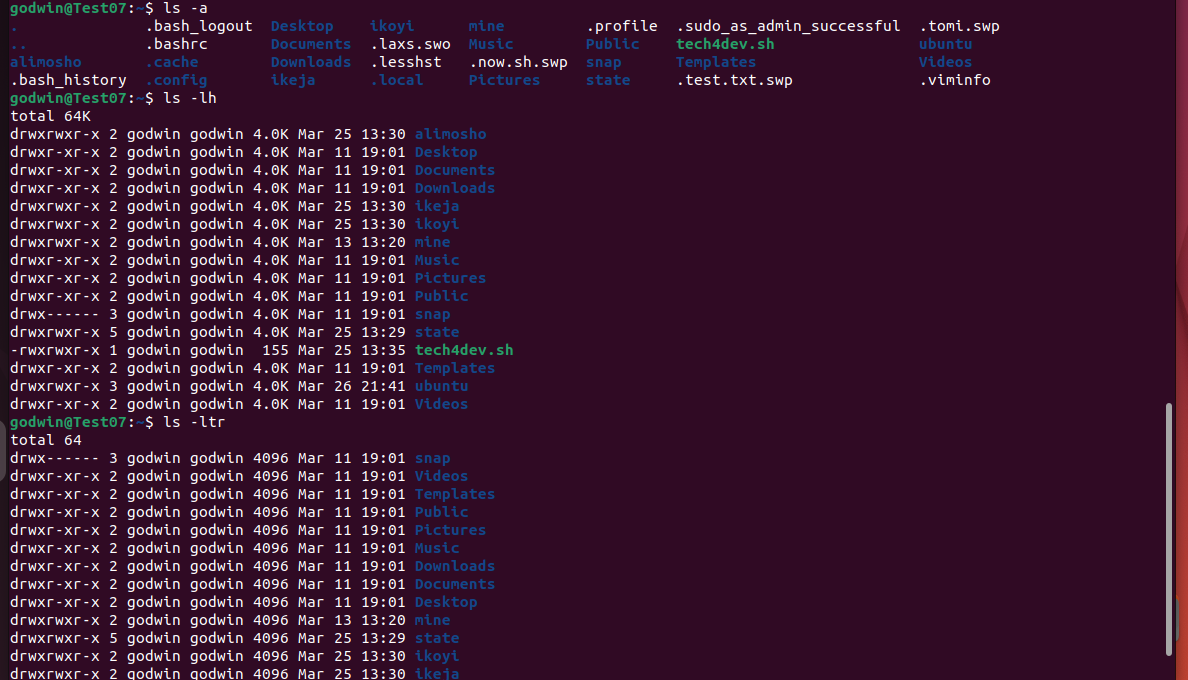 godwin@Test07:~$ ls -a
.              .bash_logout  Desktop    ikoyi      mine         .profile  .sudo_as_admin_successful  .tomi.swp
..             .bashrc       Documents  .laxs.swo  Music        Public    tech4dev.sh                ubuntu
alimosho       .cache        Downloads  .lesshst   .now.sh.swp  snap      Templates                  Videos
.bash_history  .config       ikeja      .local     Pictures     state     .test.txt.swp              .viminfo
godwin@Test07:~$ ls -lh
total 64K
drwxrwxr-x 2 godwin godwin 4.0K Mar 25 13:30 alimosho
drwxr-xr-x 2 godwin godwin 4.0K Mar 11 19:01 Desktop
drwxr-xr-x 2 godwin godwin 4.0K Mar 11 19:01 Documents
drwxr-xr-x 2 godwin godwin 4.0K Mar 11 19:01 Downloads
drwxrwxr-x 2 godwin godwin 4.0K Mar 25 13:30 ikeja
drwxrwxr-x 2 godwin godwin 4.0K Mar 25 13:30 ikoyi
drwxrwxr-x 2 godwin godwin 4.0K Mar 13 13:20 mine
drwxr-xr-x 2 godwin godwin 4.0K Mar 11 19:01 Music
drwxr-xr-x 2 godwin godwin 4.0K Mar 11 19:01 Pictures
drwxr-xr-x 2 godwin godwin 4.0K Mar 11 19:01 Public
drwx------ 3 godwin godwin 4.0K Mar 11 19:01 snap
drwxrwxr-x 5 godwin godwin 4.0K Mar 25 13:29 state
-rwxrwxr-x 1 godwin godwin  155 Mar 25 13:35 tech4dev.sh
drwxr-xr-x 2 godwin godwin 4.0K Mar 11 19:01 Templates
drwxrwxr-x 3 godwin godwin 4.0K Mar 26 21:41 ubuntu
drwxr-xr-x 2 godwin godwin 4.0K Mar 11 19:01 Videos
godwin@Test07:~$ ls -ltr
total 64
drwx------ 3 godwin godwin 4096 Mar 11 19:01 snap
drwxr-xr-x 2 godwin godwin 4096 Mar 11 19:01 Videos
drwxr-xr-x 2 godwin godwin 4096 Mar 11 19:01 Templates
drwxr-xr-x 2 godwin godwin 4096 Mar 11 19:01 Public
drwxr-xr-x 2 godwin godwin 4096 Mar 11 19:01 Pictures
drwxr-xr-x 2 godwin godwin 4096 Mar 11 19:01 Music
drwxr-xr-x 2 godwin godwin 4096 Mar 11 19:01 Downloads
drwxr-xr-x 2 godwin godwin 4096 Mar 11 19:01 Documents
drwxr-xr-x 2 godwin godwin 4096 Mar 11 19:01 Desktop
drwxrwxr-x 2 godwin godwin 4096 Mar 13 13:20 mine
drwxrwxr-x 5 godwin godwin 4096 Mar 25 13:29 state
drwxrwxr-x 2 godwin godwin 4096 Mar 25 13:30 ikoyi
drwxrwxr-x 2 godwin godwin 4096 Mar 25 13:30 ikeja